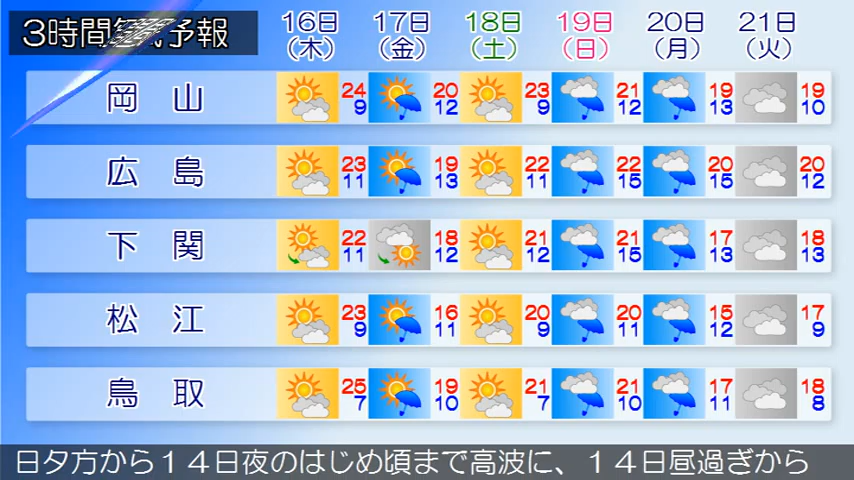 3時間 予報
16日 17日 18日 19日 20日 21日
(木) (金) (土) (日) (月) (火)
岡山 24 9 20 12 23 9 21 12 19 13 19 10
広島 23 11 19 13 22 11 22 15 20 15 20 12
下関 22 11 18 12 21 12 21 15 17 13 18 13
松江 23 9 16 11 20 9 20 11 15 12 17 9
鳥取 25 7 19 10 21 7 21 10 17 11 18 8
日夕方から14日夜のはじめ頃まで高波に、14日昼過ぎから